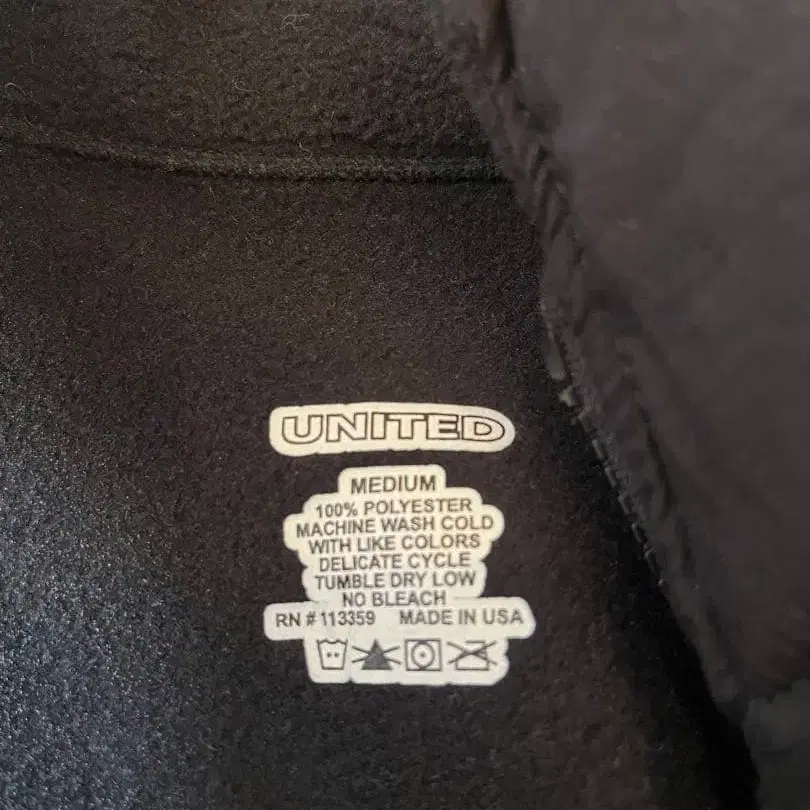 UNITED
MEDIUM
100% POLYESTER
MACHINE WASH COLD
WITH LIKE COLORS
DELICATE CYCLE
TUMBLE DRY LOW
NO BLEACH
RN # 113359 MADE IN USA